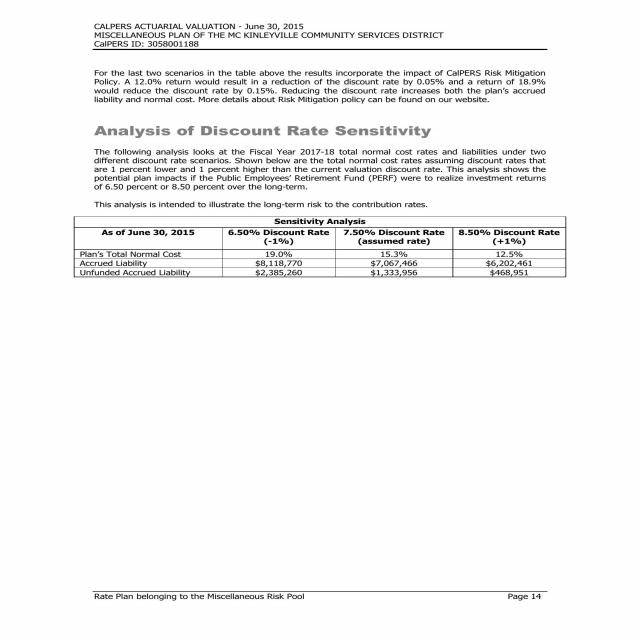 CALPERS ACTUARIAL VALUATION - June 30, 2015
MISCELLANEOUS PLAN OF THE MC KINLEYVILLE COMMUNITY SERVICES DISTRICT
CalPERS ID: 3058001188
For the last two scenarios in the table above the results incorporate the impact of CalPERS Risk Mitigation
Policy. A 12.0% return would result in a reduction of the discount rate by 0.05% and a return of 18.9%
would reduce the discount rate by 0.15%. Reducing the discount rate increases both the plan's accrued
liability and normal cost. More details about Risk Mitigation policy can be found on our website.
Analysis of Discount Rate Sensitivity
The following analysis looks at the Fiscal Year 2017-18 total normal cost rates and liabilities under two
different discount rate scenarios. Shown below are the total normal cost rates assuming discount rates that
are 1 percent lower and 1 percent higher than the current valuation discount rate. This analysis shows the
potential plan impacts if the Public Employees' Retirement Fund (PERF) were to realize investment returns
of 6.50 percent or 8.50 percent over the long-term.
This analysis is intended to illustrate the long-term risk to the contribution rates.
Sensitivity Analysis
As of June 30, 2015 6.50% Discount Rate 7.50% Discount Rate 8.50% Discount Rate
(-1%) (assumed rate) (+1%)
Plan's Total Normal Cost 19.0% 15.3% 12.5%
Accrued Liability $8,118,770 $7,067,466 $6,202,461
Unfunded Accrued Liability $2,385,260 $1,333,956 $468,951
Rate Plan belonging to the Miscellaneous Risk Pool Page 14